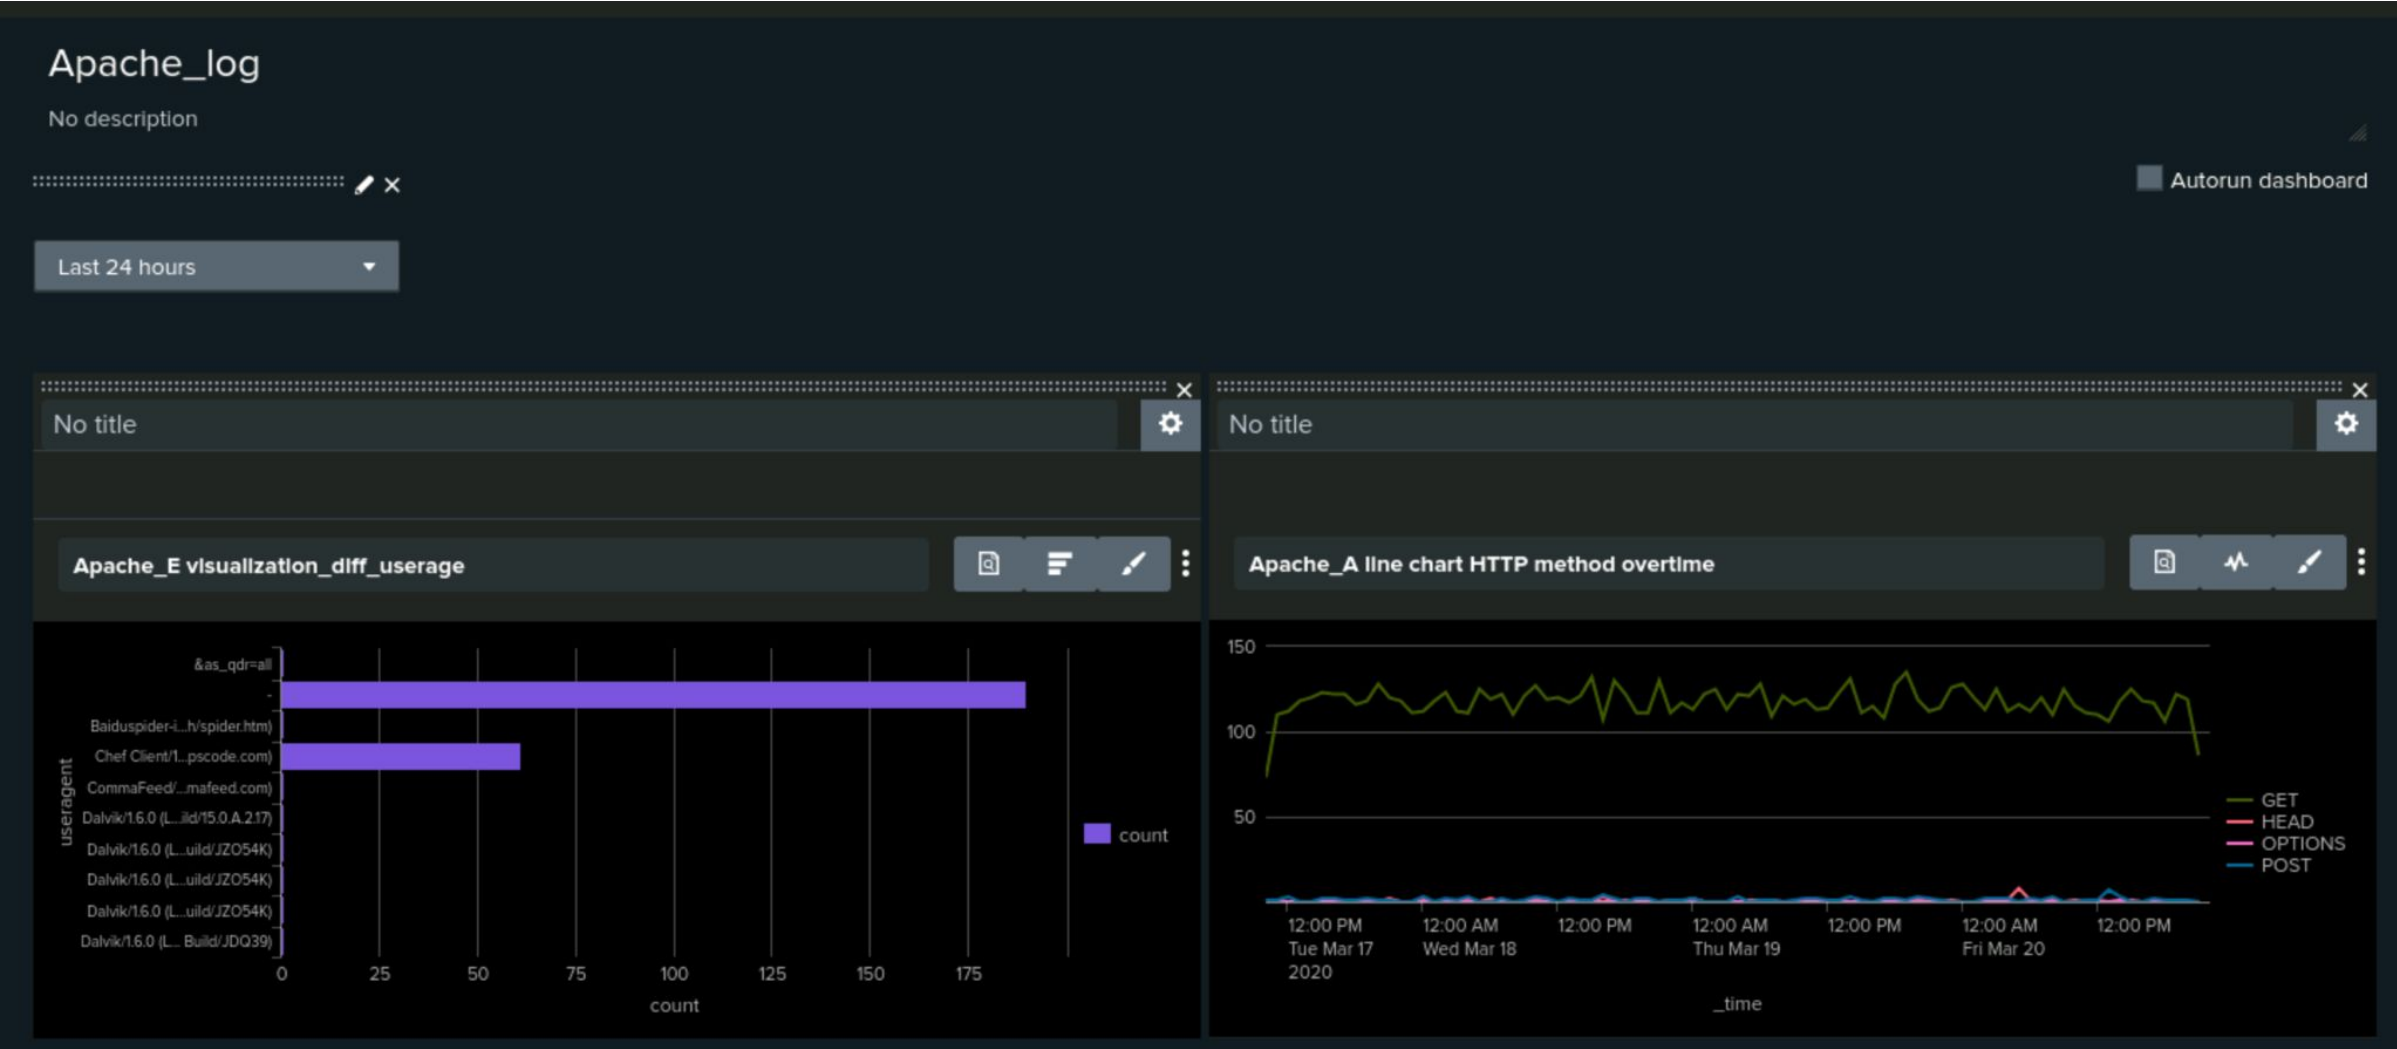 Apache_log
No description
Autorun dashboard
Last 24 hours
No title
Apache_E visualization_diff_userage
&as_qdr=all
-
Baiduspider-i...h/spider.htm)
Chef Client/1...pscode.com)
CommaFeed/...mafeed.com)
Dalvik/1.6.0 (L...ild/15.0.A.2.17)
Dalvik/1.6.0 (L...uild/JZO54K)
Dalvik/1.6.0 (L...uild/JZO54K)
Dalvik/1.6.0 (L...uild/JZO54K)
Dalvik/1.6.0 (L... Build/JDQ39)
useragent
0 25 50 75 100 125 150 175
count
count
No title
Apache_A line chart HTTP method overtime
150
100
50
12:00 PM 12:00 AM 12:00 PM 12:00 AM 12:00 PM 12:00 AM 12:00 PM
Tue Mar 17 Wed Mar 18 Thu Mar 19 Fri Mar 20
2020
_time
GET
HEAD
OPTIONS
POST